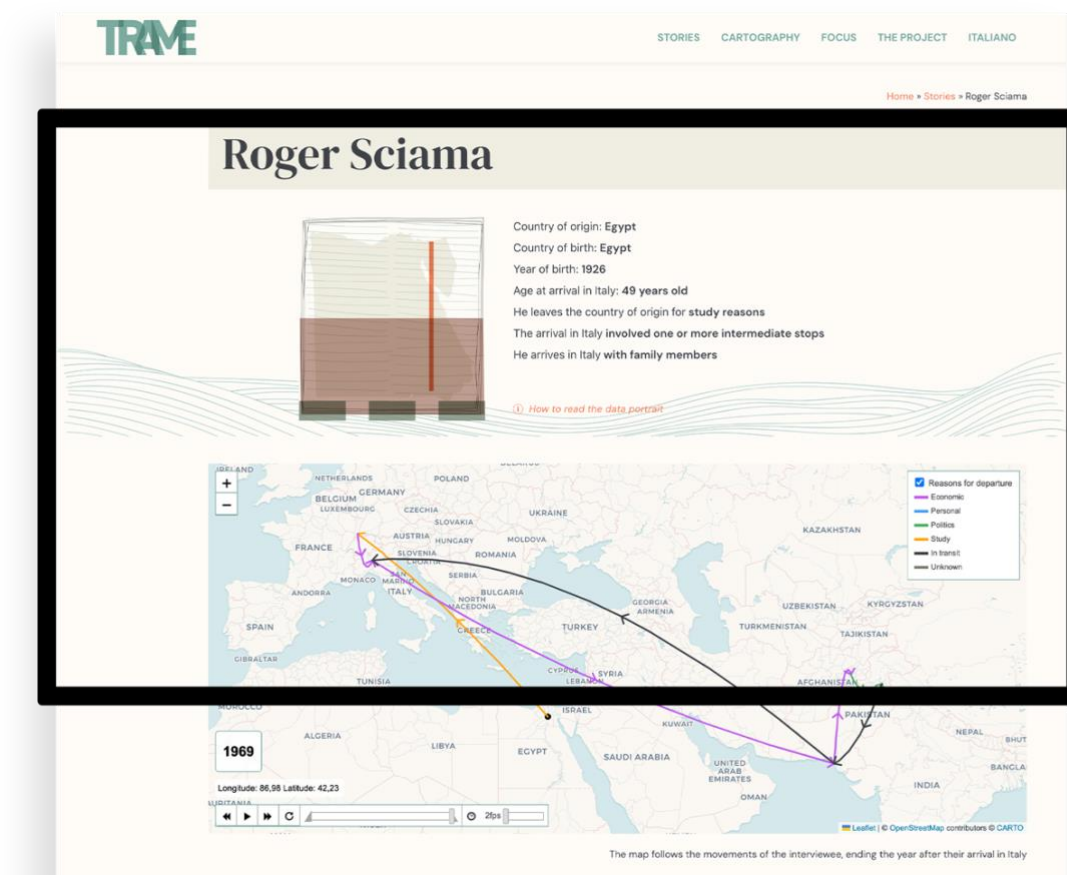 TRAME
STORIES CARTOGRAPHY FOCUS THE PROJECT ITALIANO
Home » Stories » Roger Sciama
Roger Sciama
Country of origin: Egypt
Country of birth: Egypt
Year of birth: 1926
Age at arrival in Italy: 49 years old
He leaves the country of origin for study reasons
The arrival in Italy involved one or more intermediate stops
He arrives in Italy with family members
How to read the data portrait
+
−
Reasons for departure
Economic
Personal
Politics
Study
In transit
Unknown
IRELAND
NETHERLANDS
POLAND
BELGIUM
GERMANY
LUXEMBOURG
CZECHIA
UKRAINE
SLOVAKIA
KAZAKHSTAN
FRANCE
AUSTRIA
HUNGARY
MOLDOVA
SLOVENIA
ROMANIA
CROATIA
MONACO
SAN MARINO
SERBIA
ANDORRA
ITALY
BULGARIA
NORTH MACEDONIA
GEORGIA
ARMENIA
UZBEKISTAN
KYRGYZSTAN
SPAIN
GREECE
TURKEY
TURKMENISTAN
TAJIKISTAN
GIBRALTAR
CYPRUS
SYRIA
TUNISIA
LEBANON
AFGHANISTAN
MOROCCO
ISRAEL
PAKISTAN
KUWAIT
ALGERIA
LIBYA
EGYPT
SAUDI ARABIA
NEPAL
BHUT
UNITED ARAB EMIRATES
BANGLA
OMAN
INDIA
1969
Longitude: 86,98 Latitude: 42,23
2fps
Leaflet | © OpenStreetMap contributors © CARTO
The map follows the movements of the interviewee, ending the year after their arrival in Italy